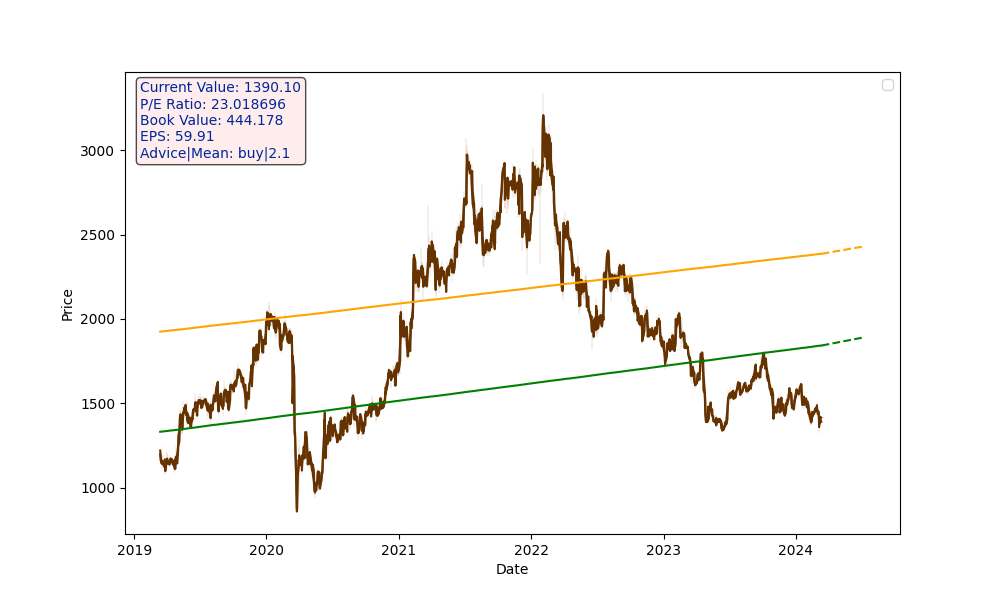 Current Value: 1390.10
P/E Ratio: 23.018696
Book Value: 444.178
EPS: 59.91
Advice|Mean: buy|2.1
3000
2500
2000
1500
1000
Price
2019 2020 2021 2022 2023 2024
Date